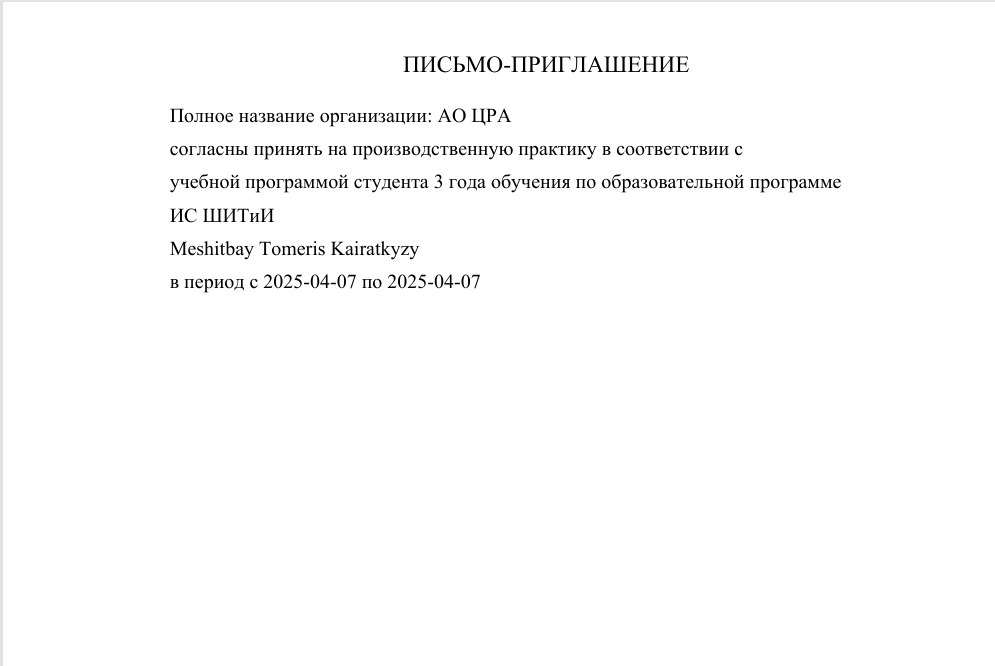 ПИСЬМО-ПРИГЛАШЕНИЕ
Полное название организации: АО ЦРА
согласны принять на производственную практику в соответствии с
учебной программой студента 3 года обучения по образовательной программе
ИС ШИТиИ
Meshitbay Tomeris Kairatkyzy
в период с 2025-04-07 по 2025-04-07